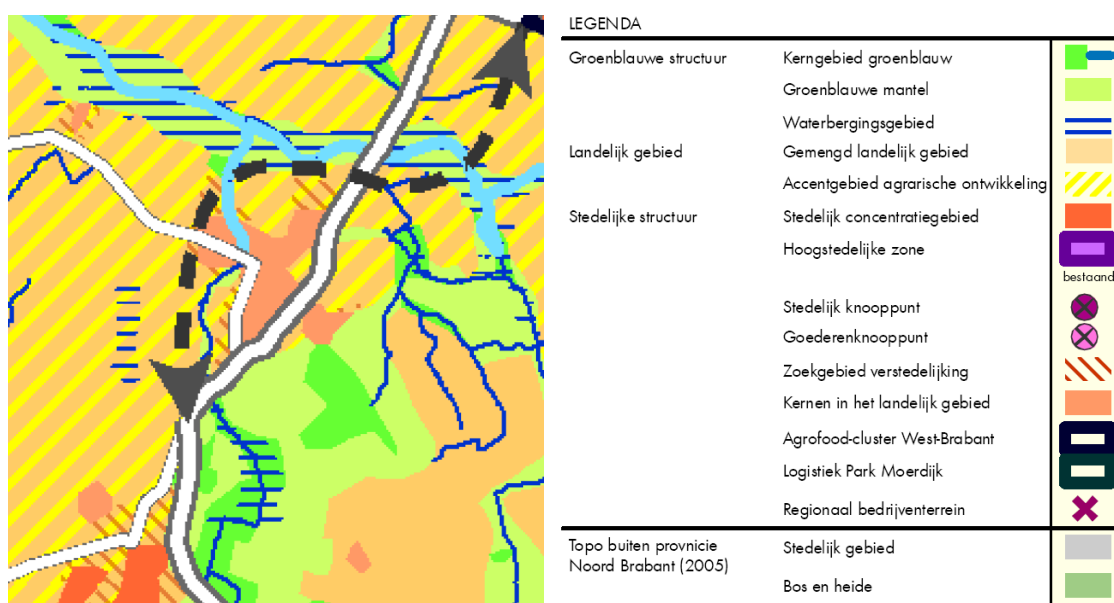 LEGENDA
Groenblauwe structuur Kerngebied groenblauw
Groenblauwe mantel
Waterbergingsgebied
Landelijk gebied Gemengd landelijk gebied
Accentgebied agrarische ontwikkeling
Stedelijke structuur Stedelijk concentratiegebied
Hoogstedelijke zone
bestaand
Stedelijk knooppunt
Goederenknooppunt
Zoekgebied verstedelijking
Kernen in het landelijk gebied
Agrofood-cluster West-Brabant
Logistiek Park Moerdijk
Regionaal bedrijventerrein
Topo buiten provnicie Stedelijk gebied
Noord Brabant (2005)
Bos en heide